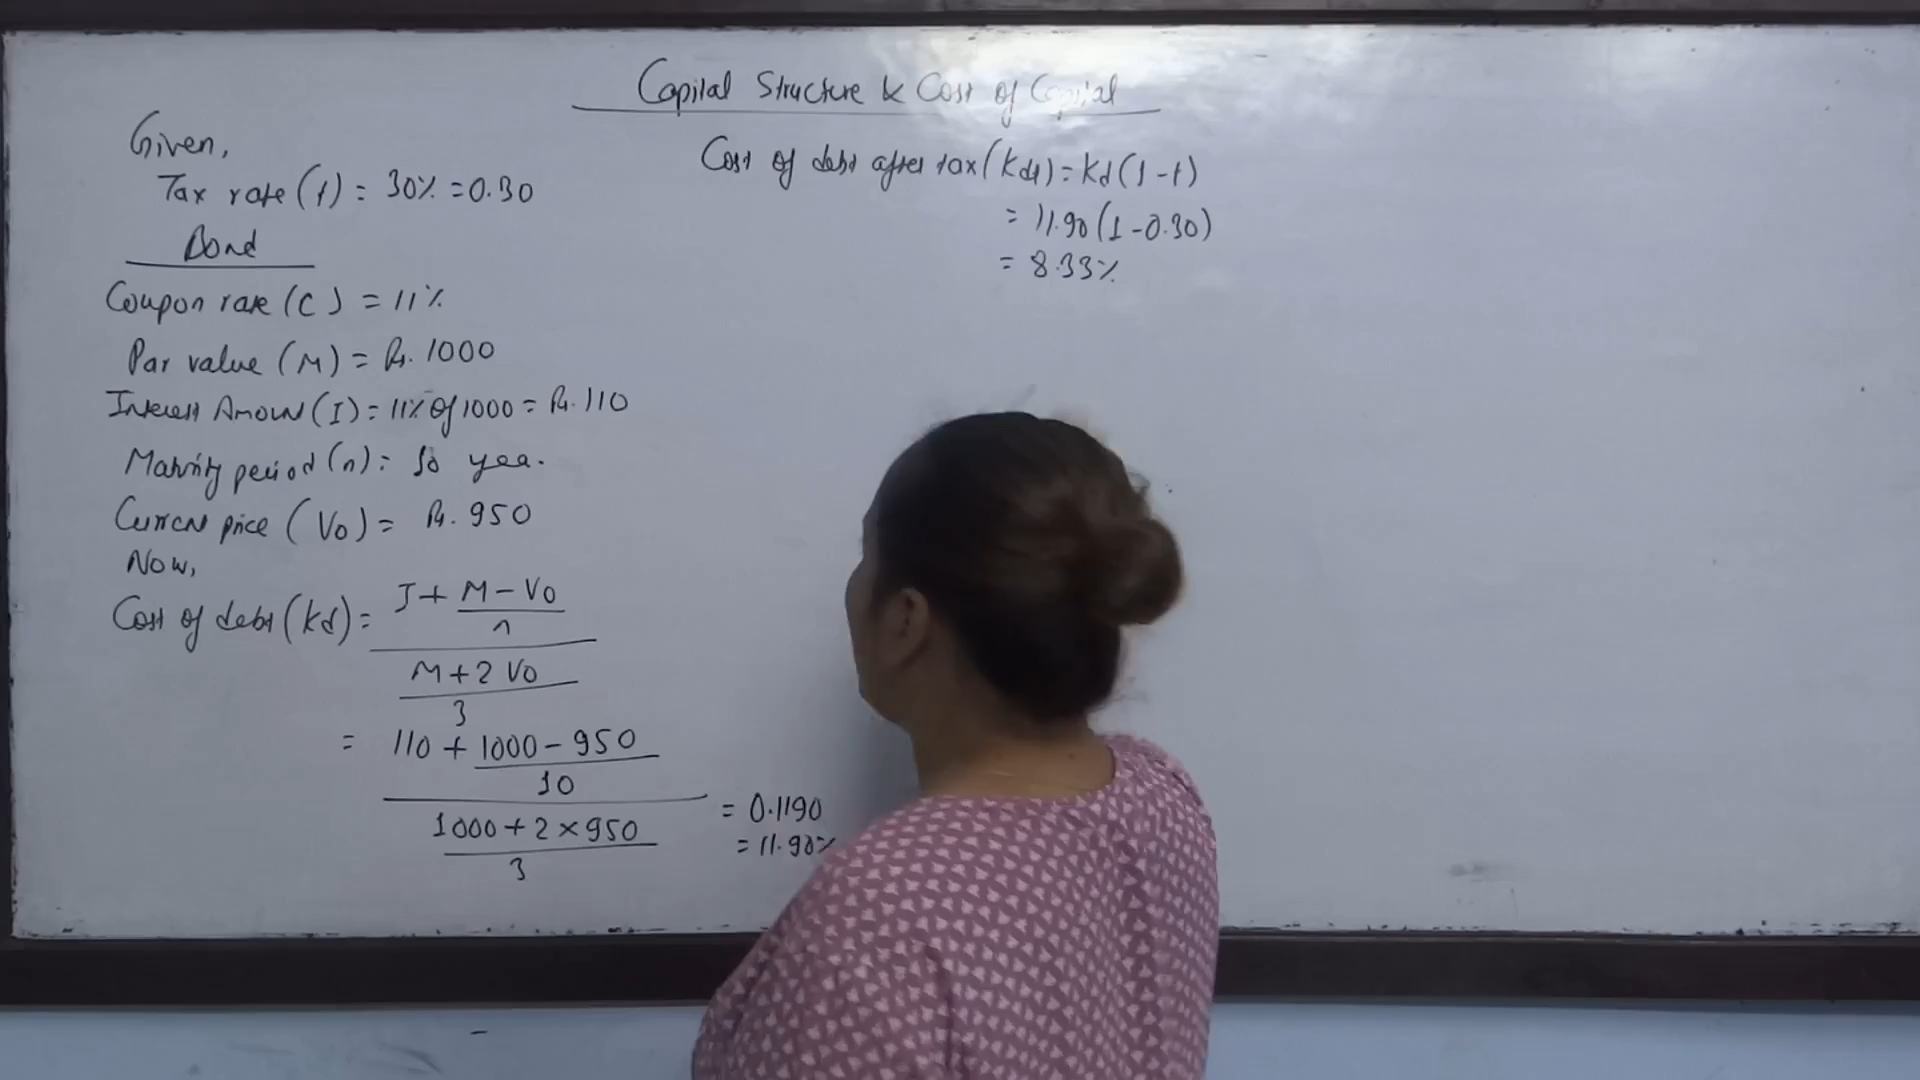 Capital Structure & Cost of Capital
Given,
Tax rate (t) = 30% = 0.30
Bond
Coupon rate (C) = 11%
Par value (M) = Rs. 1000
Interest Amount (I) = 11% of 1000 = Rs. 110
Maturity period (n) = 10 year.
Current price (V0) = Rs. 950
Now,
Cost of debt (kd) = I + M - V0
n
M + 2 V0
3
= 110 + 1000 - 950
10
1000 + 2 × 950
3
= 0.1190
= 11.90%
Cost of debt after tax (kdt) = kd (1 - t)
= 11.90 (1 - 0.30)
= 8.33%